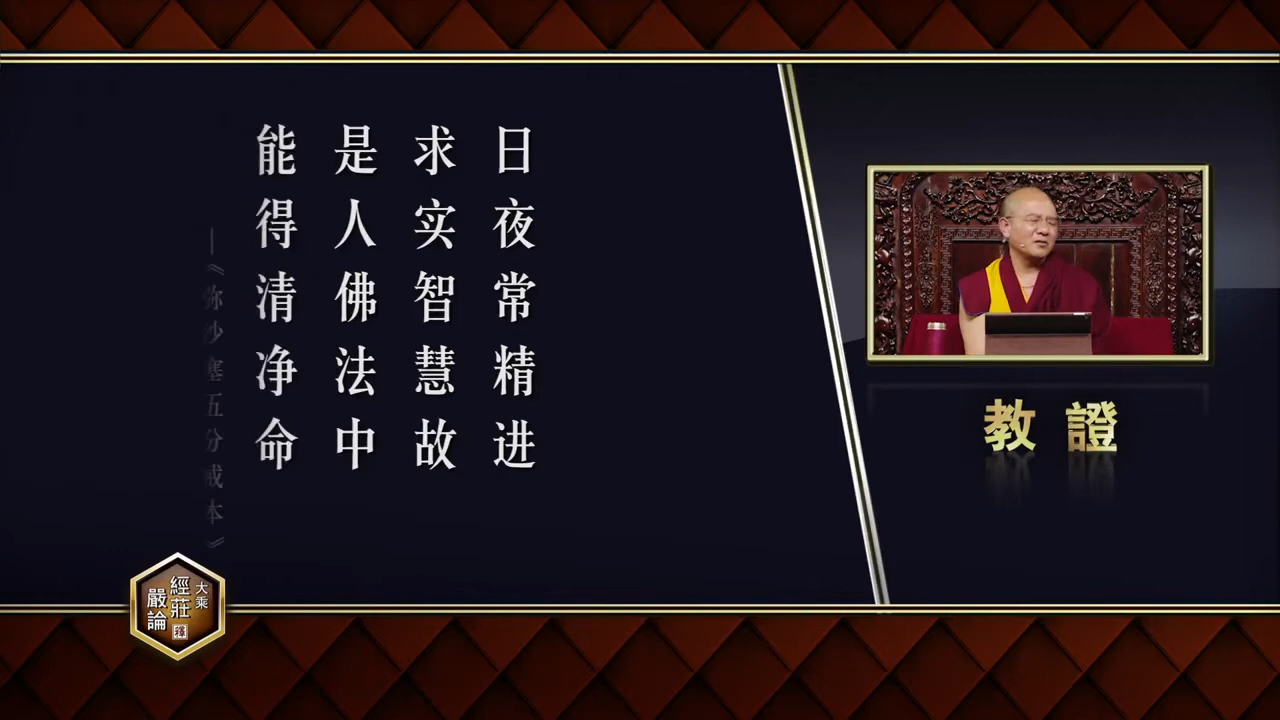 日夜常精进
求实智慧故
是人佛法中
能得清净命
—《弥沙塞五分戒本》
教證
大乘
經莊
嚴論